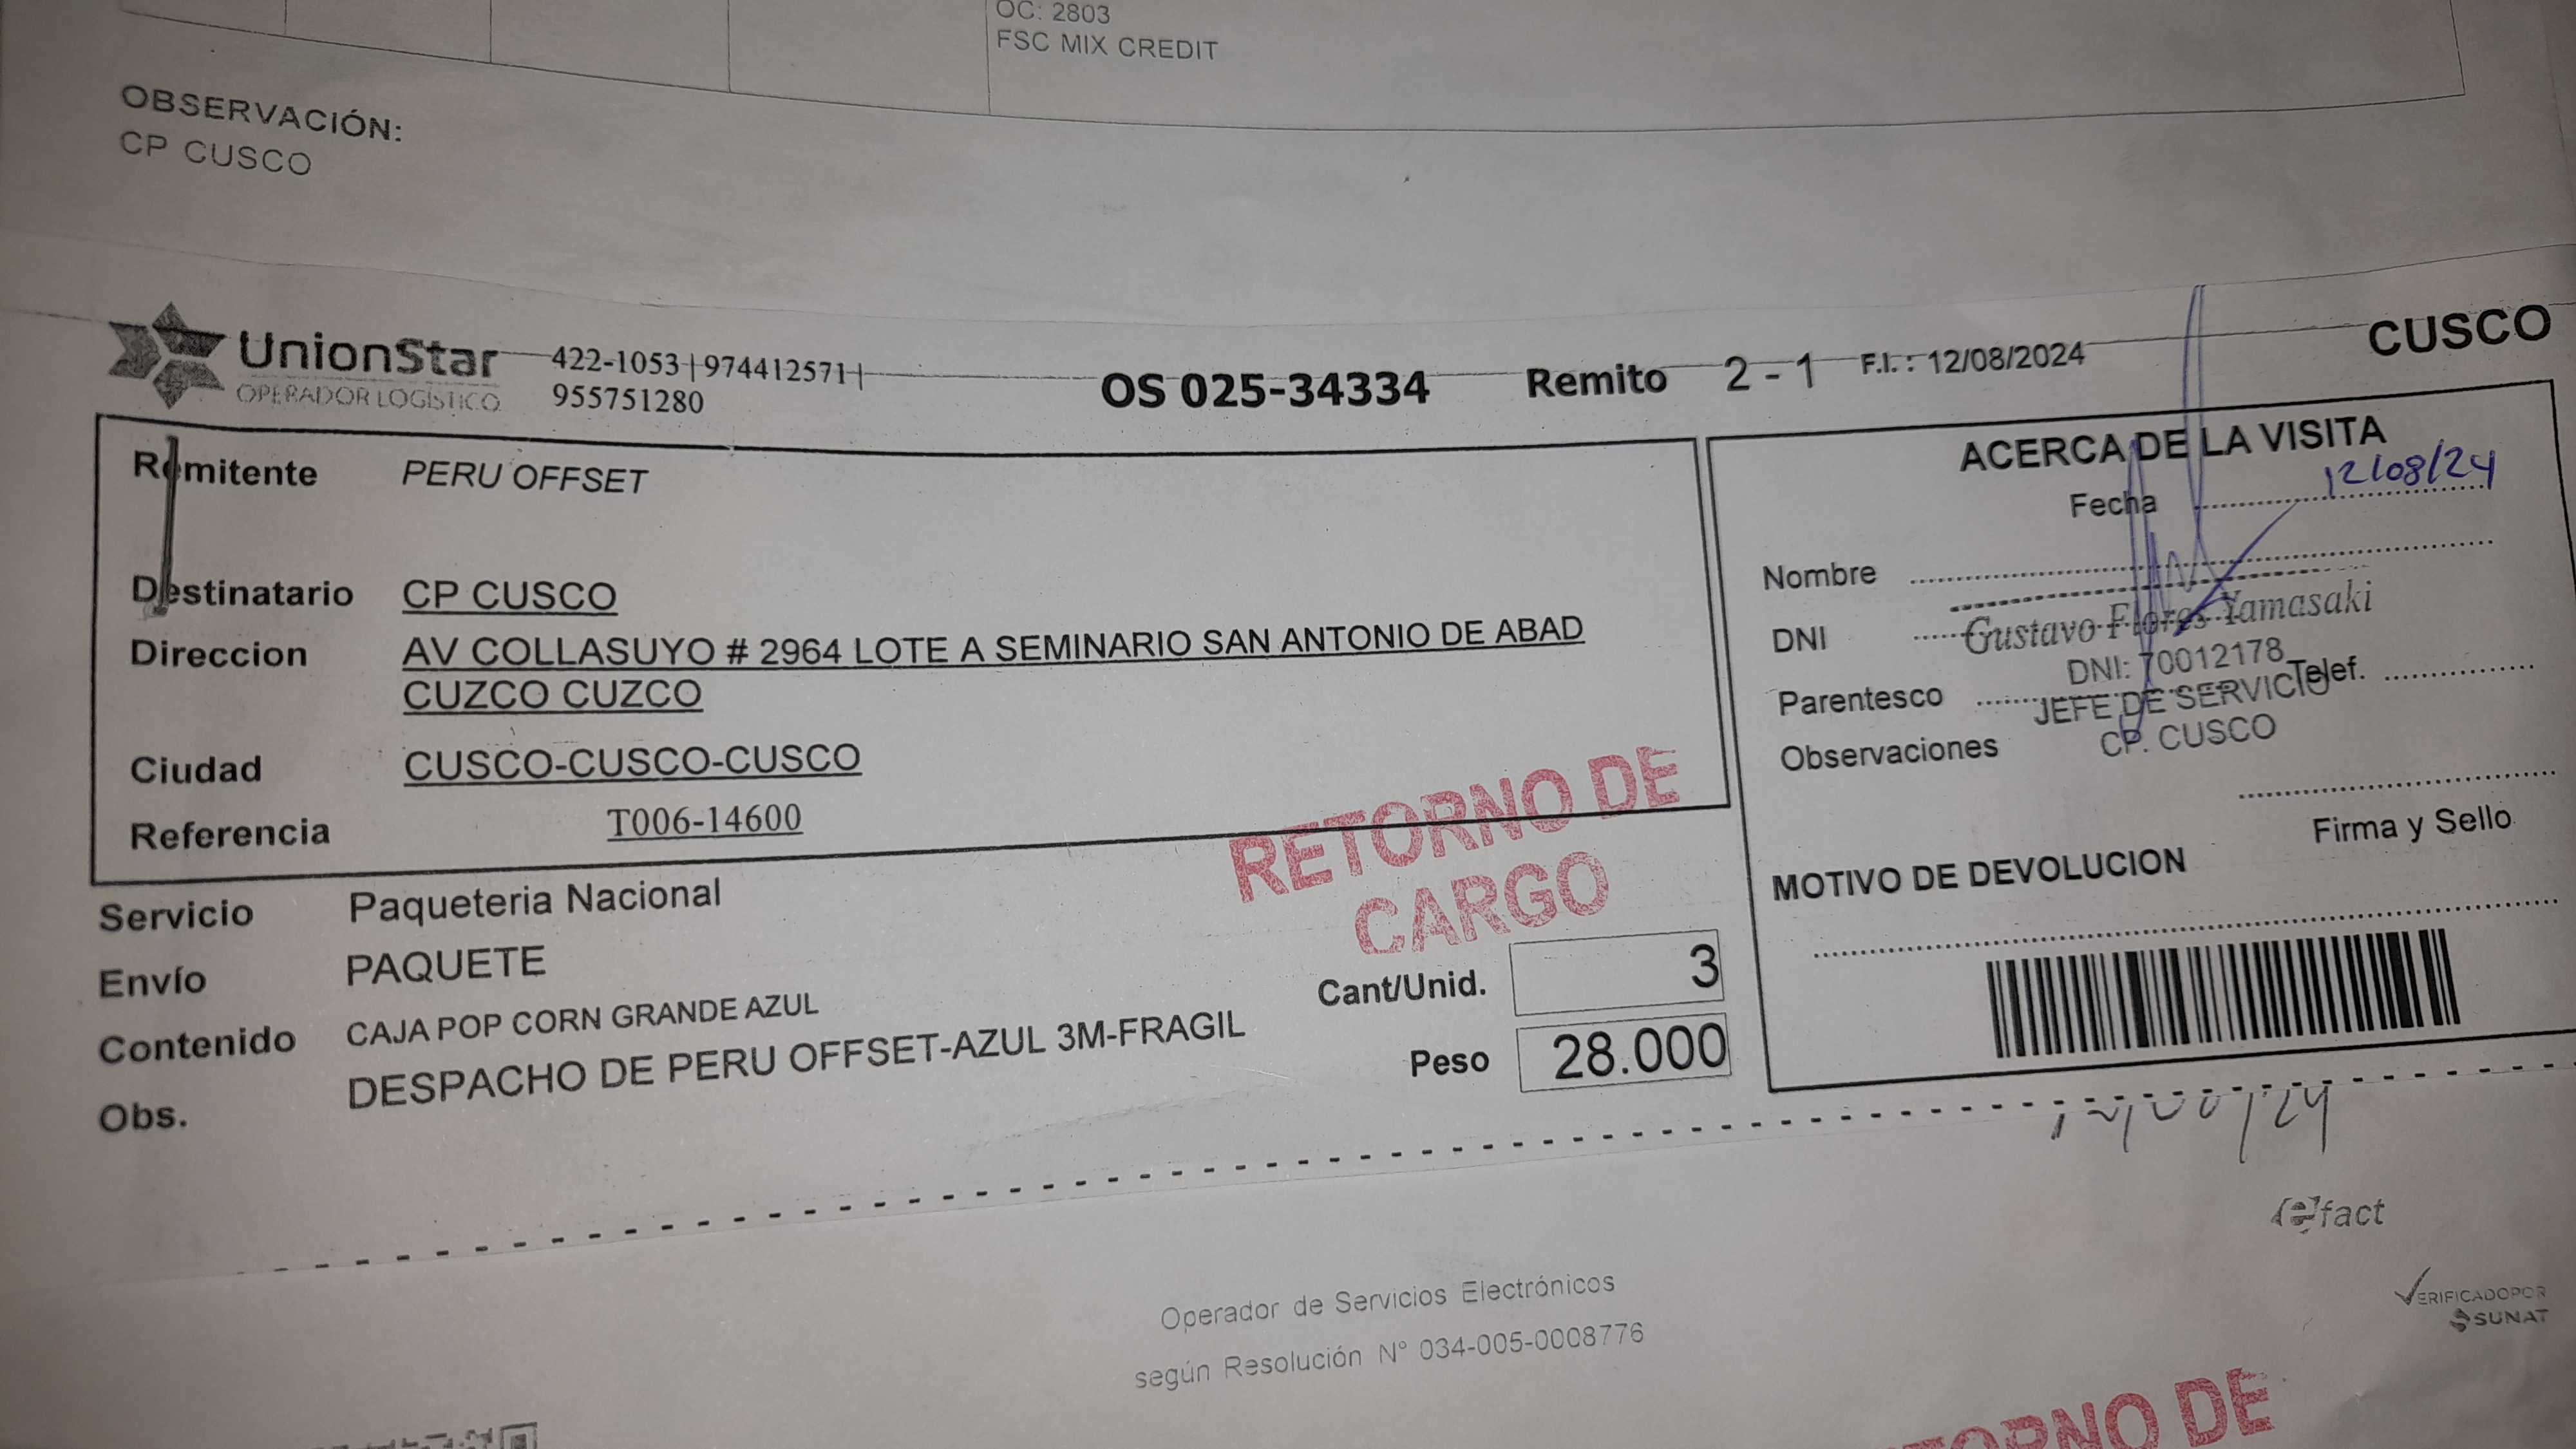 OC: 2803
FSC MIX CREDIT
OBSERVACIÓN:
CP CUSCO
UnionStar
OPERADOR LOGÍSTICO
422-1053 | 974412571 |
955751280
OS 025-34334
Remito 2 - 1
F.I. : 12/08/2024
CUSCO
Remitente PERU OFFSET
Destinatario CP CUSCO
Direccion AV COLLASUYO # 2964 LOTE A SEMINARIO SAN ANTONIO DE ABAD
CUZCO CUZCO
Ciudad CUSCO-CUSCO-CUSCO
Referencia T006-14600
RETORNO DE
CARGO
Servicio Paqueteria Nacional
Envío PAQUETE
Contenido CAJA POP CORN GRANDE AZUL
Obs. DESPACHO DE PERU OFFSET-AZUL 3M-FRAGIL
Cant/Unid. 3
Peso 28.000
ACERCA DE LA VISITA
Fecha 12/08/24
Nombre
DNI
Gustavo Flores Yamasaki
DNI: 70012178
Parentesco
Telef.
JEFE DE SERVICIO
Observaciones
CP. CUSCO
Firma y Sello
MOTIVO DE DEVOLUCION
(e)fact
Operador de Servicios Electrónicos
según Resolución N° 034-005-0008776
VERIFICADO POR
SUNAT
RETORNO DE